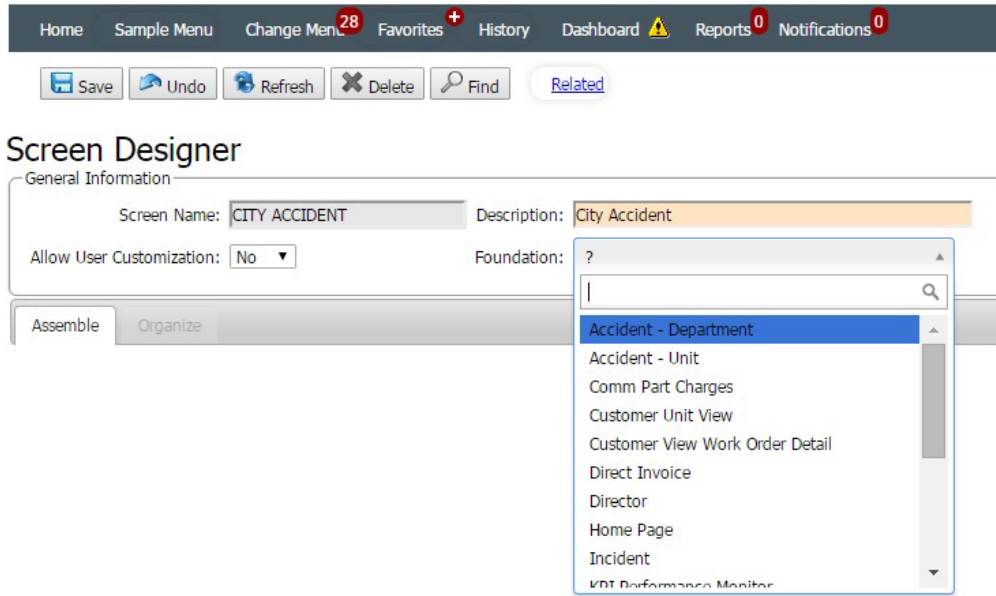 Home Sample Menu Change Menu 28 Favorites + History Dashboard Reports 0 Notifications 0
Save Undo Refresh Delete Find Related
Screen Designer
General Information
Screen Name: CITY ACCIDENT Description: City Accident
Allow User Customization: No Foundation: ?
Assemble Organize
Accident - Department
Accident - Unit
Comm Part Charges
Customer Unit View
Customer View Work Order Detail
Direct Invoice
Director
Home Page
Incident
KPI Performance Monitor